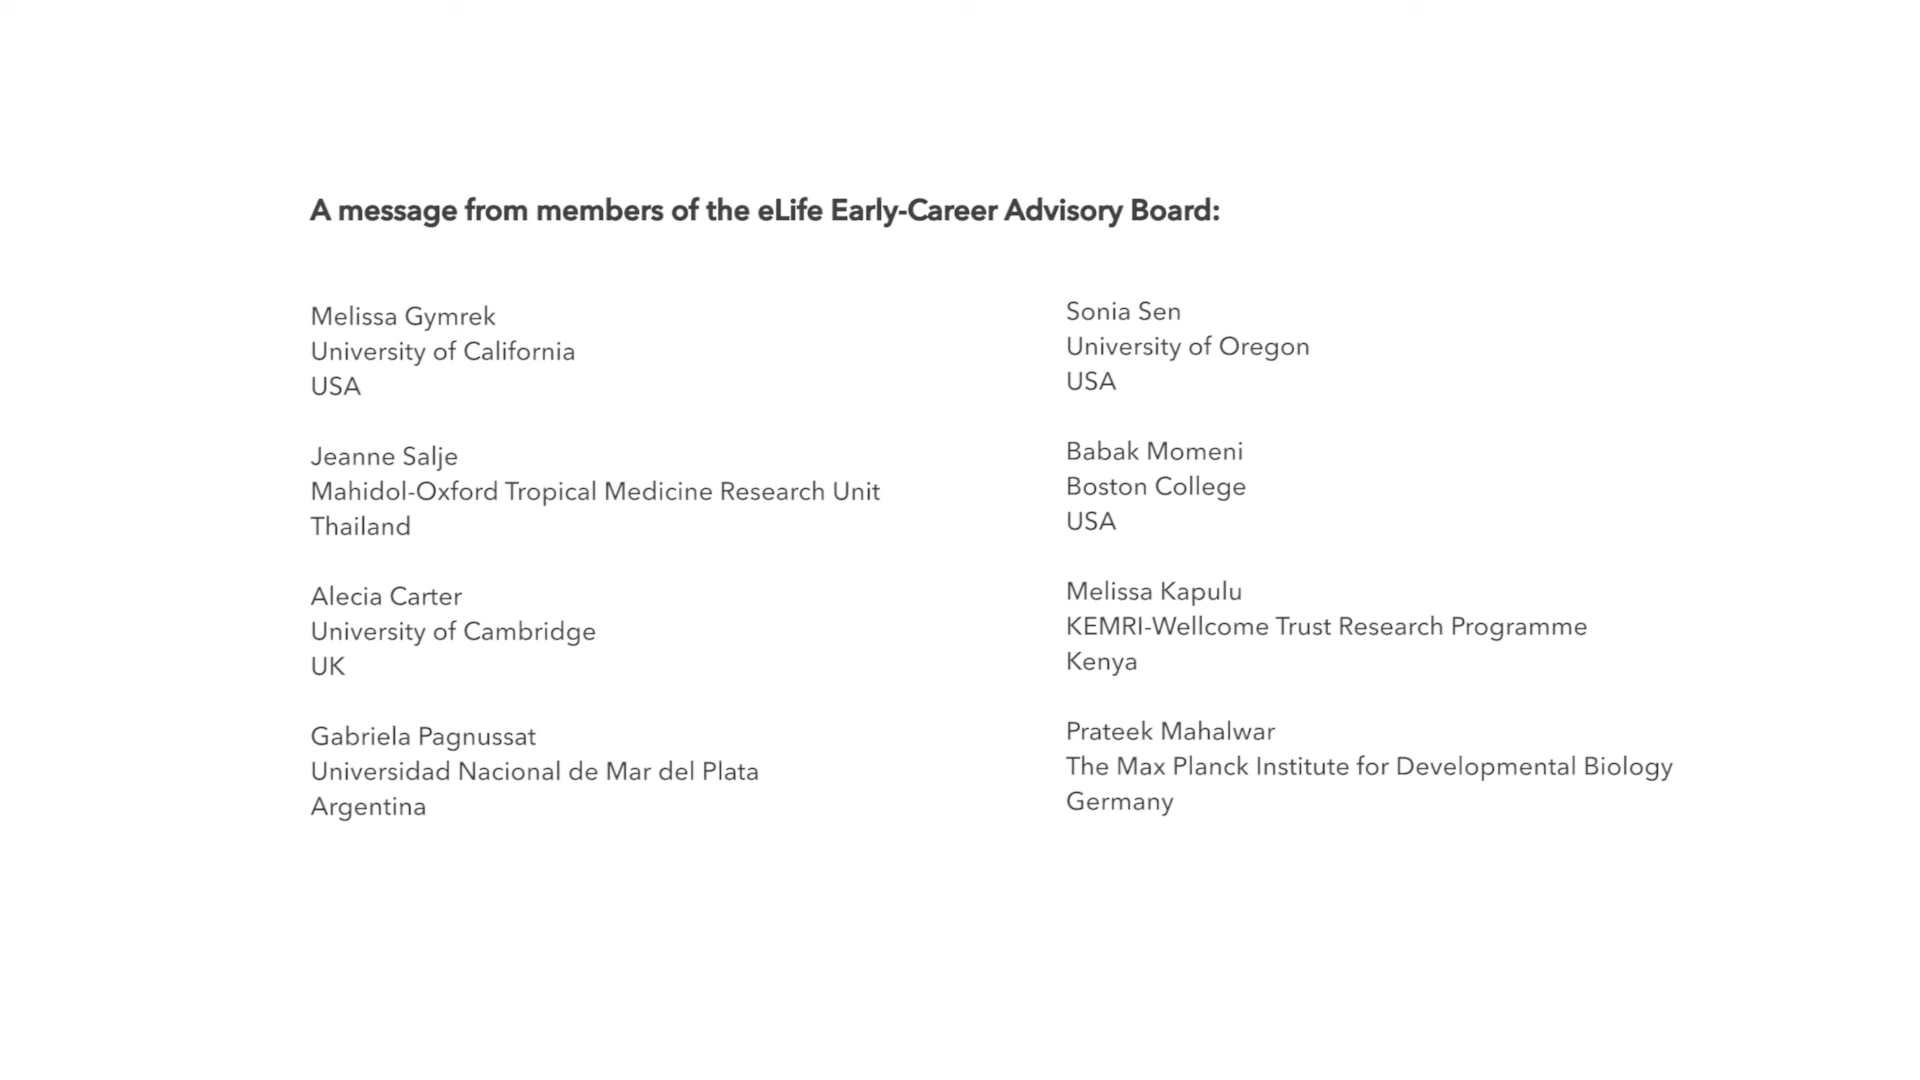 A message from members of the eLife Early-Career Advisory Board:
Melissa Gymrek
University of California
USA
Jeanne Salje
Mahidol-Oxford Tropical Medicine Research Unit
Thailand
Alecia Carter
University of Cambridge
UK
Gabriela Pagnussat
Universidad Nacional de Mar del Plata
Argentina
Sonia Sen
University of Oregon
USA
Babak Momeni
Boston College
USA
Melissa Kapulu
KEMRI-Wellcome Trust Research Programme
Kenya
Prateek Mahalwar
The Max Planck Institute for Developmental Biology
Germany